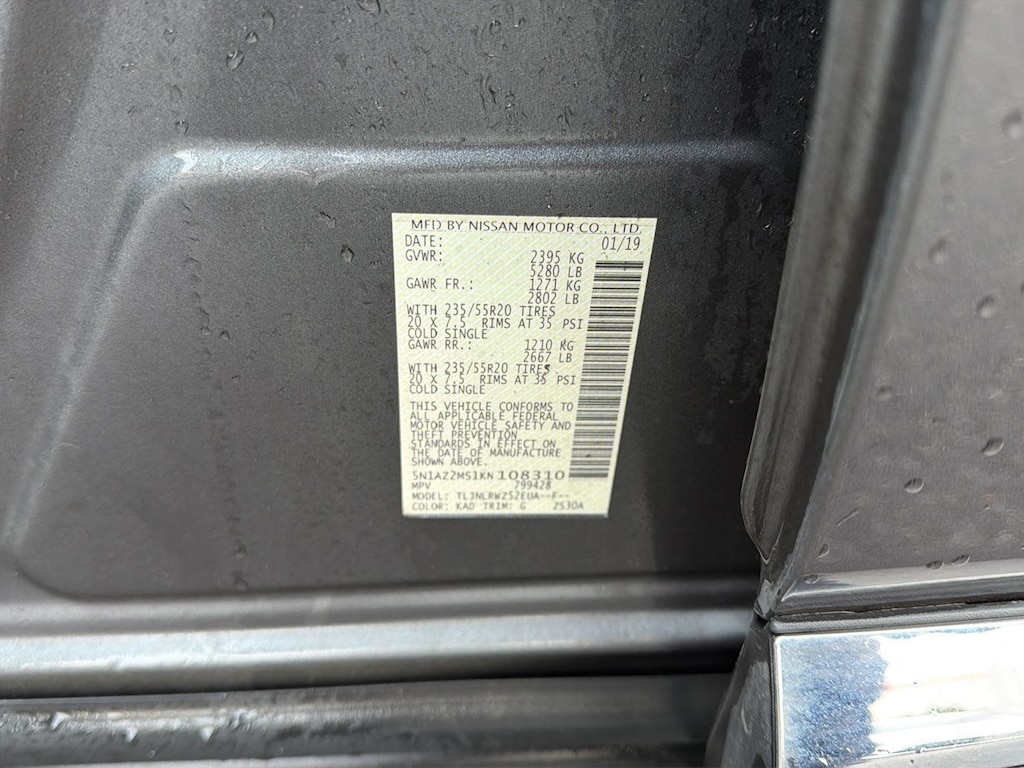 MFD BY NISSAN MOTOR CO., LTD.
DATE: 01/19
GVWR: 2395 KG
5280 LB
GAWR FR.: 1271 KG
2802 LB
WITH 235/55R20 TIRES
20 X 7.5 RIMS AT 35 PSI
COLD SINGLE
GAWR RR.: 1210 KG
2667 LB
WITH 235/55R20 TIRES
20 X 7.5 RIMS AT 35 PSI
COLD SINGLE
THIS VEHICLE CONFORMS TO
ALL APPLICABLE FEDERAL
MOTOR VEHICLE SAFETY AND
THEFT PREVENTION
STANDARDS IN EFFECT ON
THE DATE OF MANUFACTURE
SHOWN ABOVE.
5N1AZ2MS1KN108310
MPV 799428
MODEL: TLJNLRWZ52EUA--F--
COLOR: KAD TRIM: G 2S30A